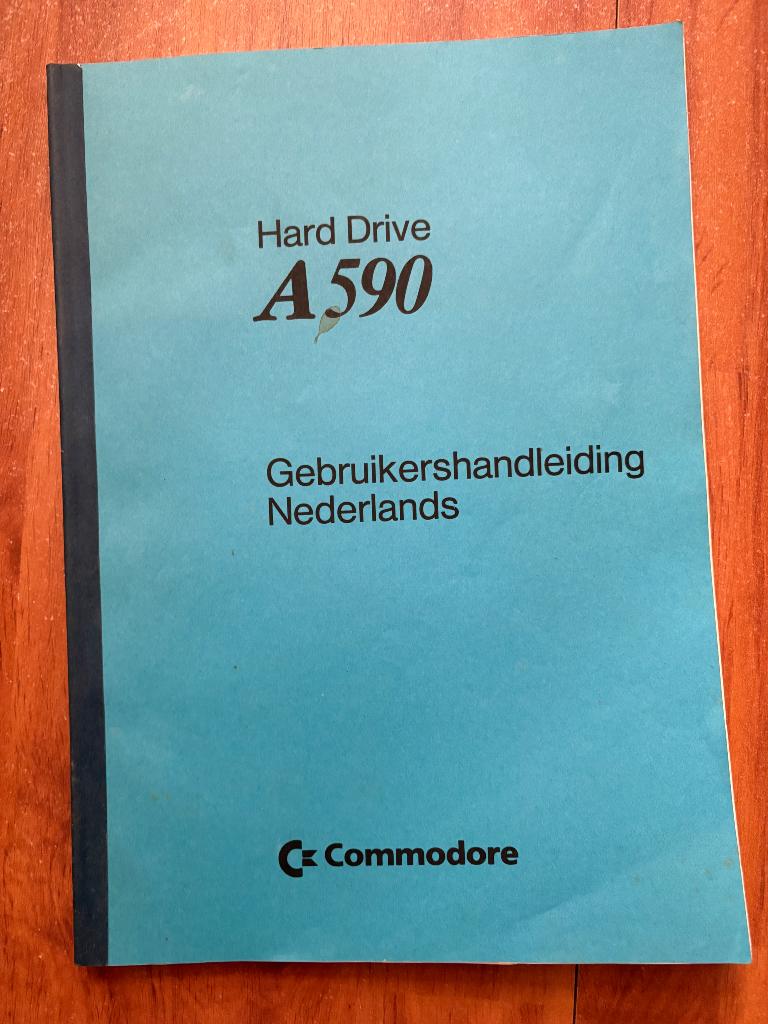 Hard Drive
A590
Gebruikershandleiding
Nederlands
Commodore